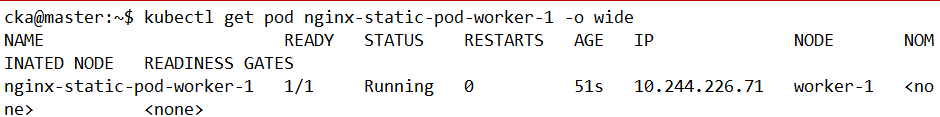 cka@master:~$ kubectl get pod nginx-static-pod-worker-1 -o wide
NAME                        READY   STATUS    RESTARTS   AGE   IP              NODE       NOM
INATED NODE   READINESS GATES
nginx-static-pod-worker-1   1/1     Running   0          51s   10.244.226.71   worker-1   <no
ne>           <none>